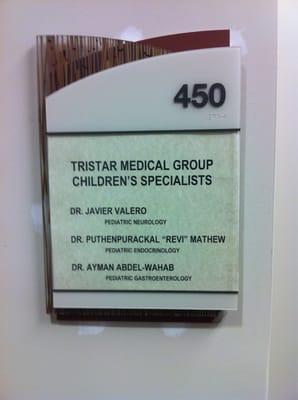 450
TRISTAR MEDICAL GROUP
CHILDREN'S SPECIALISTS
DR. JAVIER VALERO
PEDIATRIC NEUROLOGY
DR. PUTHENPURACKAL "REVI" MATHEW
PEDIATRIC ENDOCRINOLOGY
DR. AYMAN ABDEL-WAHAB
PEDIATRIC GASTROENTEROLOGY